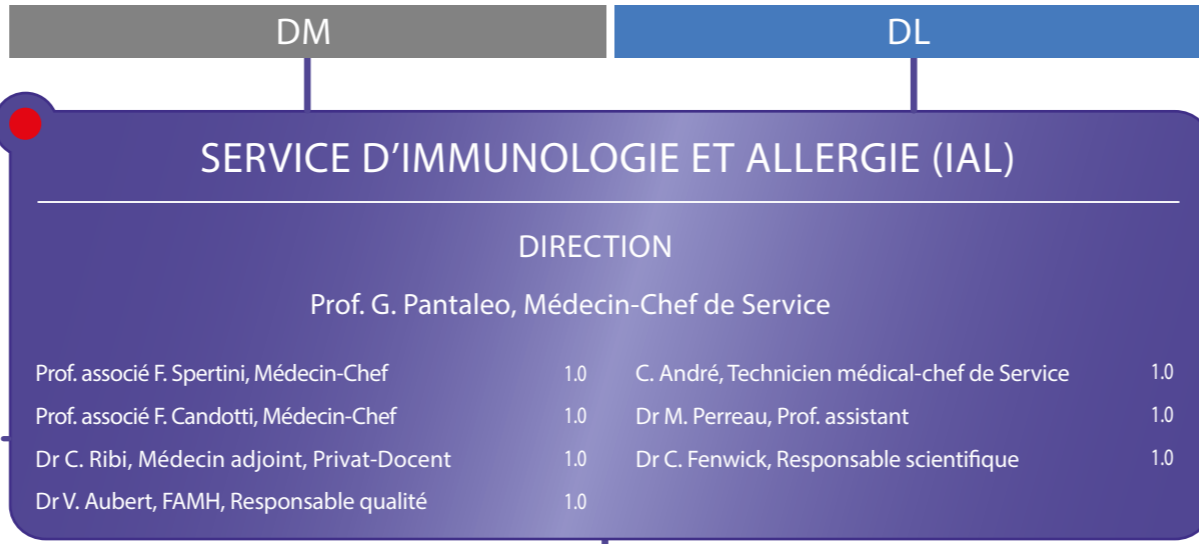 DM
DL
SERVICE D'IMMUNOLOGIE ET ALLERGIE (IAL)
DIRECTION
Prof. G. Pantaleo, Médecin-Chef de Service
Prof. associé F. Spertini, Médecin-Chef 1.0
Prof. associé F. Candotti, Médecin-Chef 1.0
Dr C. Ribi, Médecin adjoint, Privat-Docent 1.0
Dr V. Aubert, FAMH, Responsable qualité 1.0
C. André, Technicien médical-chef de Service 1.0
Dr M. Perreau, Prof. assistant 1.0
Dr C. Fenwick, Responsable scientifique 1.0